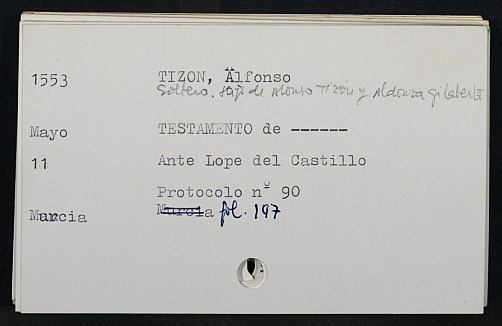 1553 TIZON, Alfonso
Soltero. hijo de Alonso Tizón y Aldonza Gilaberte
Mayo TESTAMENTO de ------
11 Ante Lope del Castillo
Protocolo nº 90
Murcia Murcia fol. 197